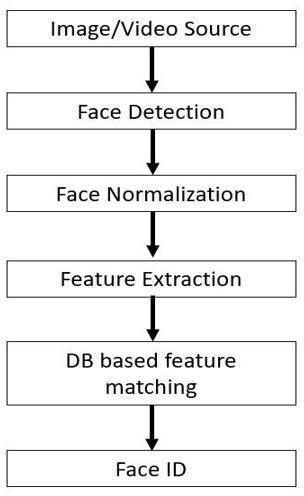 Image/Video Source
Face Detection
Face Normalization
Feature Extraction
DB based feature
matching
Face ID